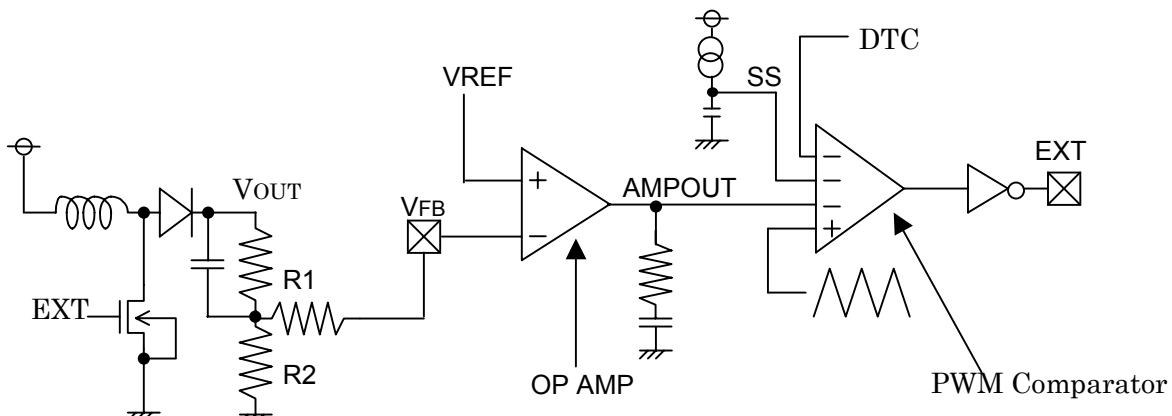 DTC
SS
VREF
EXT
VOUT
AMPOUT
VFB
+
−
−
−
−
+
R1
EXT
R2
OP AMP
PWM Comparator